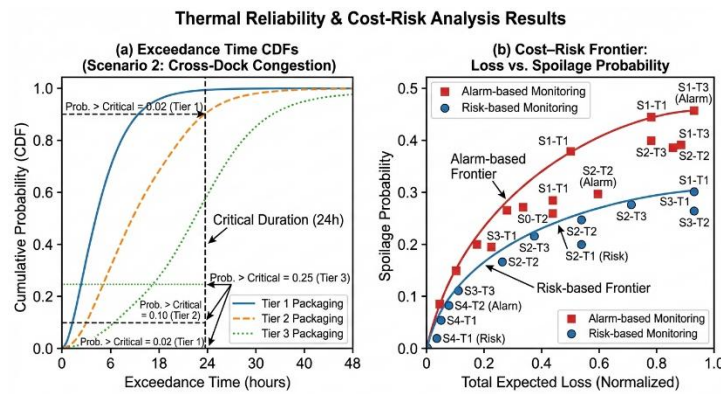 Thermal Reliability & Cost-Risk Analysis Results
(a) Exceedance Time CDFs
(Scenario 2: Cross-Dock Congestion)
Cumulative Probability (CDF)
1.0
0.8
0.6
0.4
0.2
0.0
Prob. > Critical = 0.02 (Tier 1)
Critical Duration (24h)
Prob. > Critical = 0.25 (Tier 3)
Prob. > Critical
= 0.10 (Tier 2)
Prob. > Critical = 0.02 (Tier 1)
Tier 1 Packaging
Tier 2 Packaging
Tier 3 Packaging
0 6 12 18 24 30 36 48
Exceedance Time (hours)
(b) Cost–Risk Frontier:
Loss vs. Spoilage Probability
Spoilage Probability
0.5
0.4
0.3
0.2
0.1
0.0
Alarm-based Monitoring
Risk-based Monitoring
S1-T3
(Alarm)
S1-T1
S1-T1
S1-T3
S2-T3
S2-T2
Alarm-based
Frontier
S2-T2
(Alarm)
S1-T1
S1-T1
S0-T2
S3-T1
S3-T2
S2-T3
S2-T2
S3-T1
S2-T3
S2-T1 (Risk)
S2-T2
Risk-based
Frontier
S3-T3
S4-T2 (Alarm)
S4-T1
S4-T1 (Risk)
Alarm-based Monitoring
Risk-based Monitoring
0.0 0.2 0.4 0.6 0.8 1.0
Total Expected Loss (Normalized)